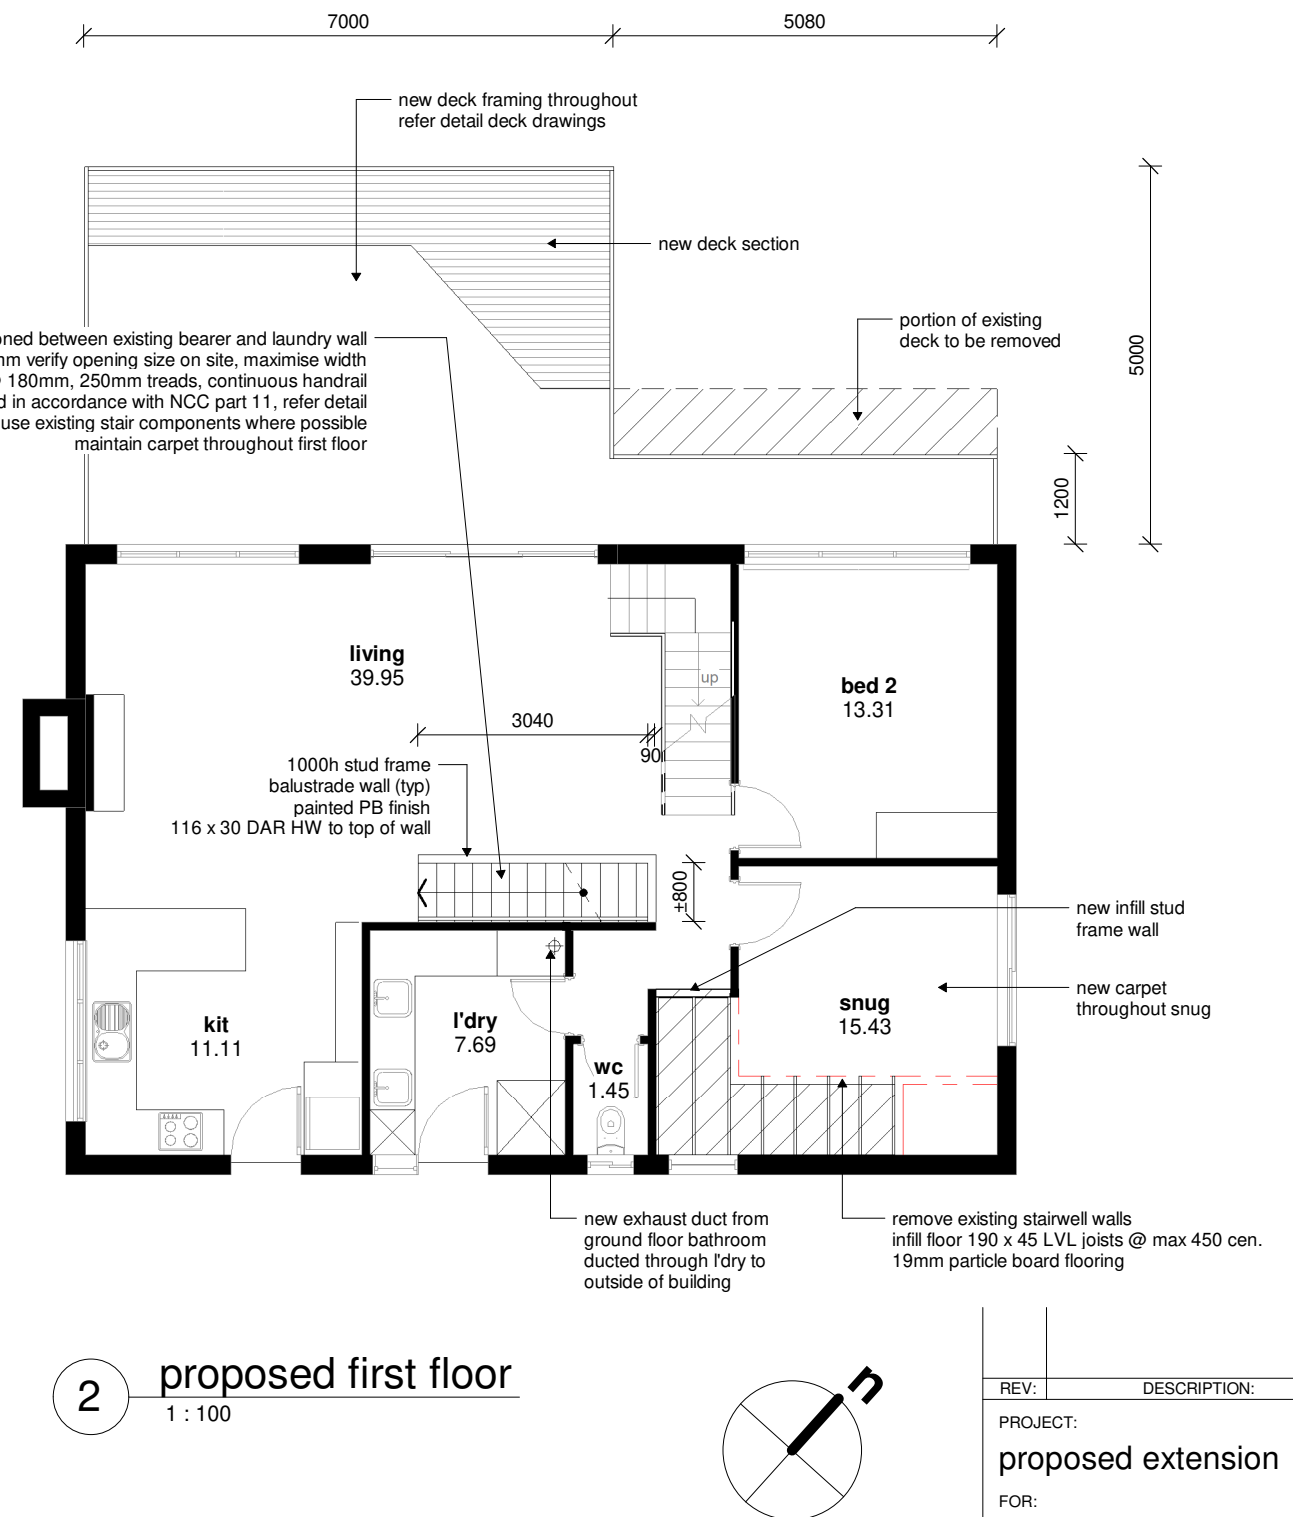 7000
5080
new deck framing throughout
refer detail deck drawings
new deck section
portion of existing
deck to be removed
5000
1200
between existing bearer and laundry wall
verify opening size on site, maximise width
180mm, 250mm treads, continuous handrail
in accordance with NCC part 11, refer detail
use existing stair components where possible
maintain carpet throughout first floor
living
39.95
up
bed 2
13.31
3040
90
1000h stud frame
balustrade wall (typ)
painted PB finish
116 x 30 DAR HW to top of wall
±800
new infill stud
frame wall
new carpet
throughout snug
snug
15.43
kit
11.11
l'dry
7.69
wc
1.45
new exhaust duct from
ground floor bathroom
ducted through l'dry to
outside of building
remove existing stairwell walls
infill floor 190 x 45 LVL joists @ max 450 cen.
19mm particle board flooring
2
proposed first floor
1 : 100
n
REV:
DESCRIPTION:
PROJECT:
proposed extension
FOR: